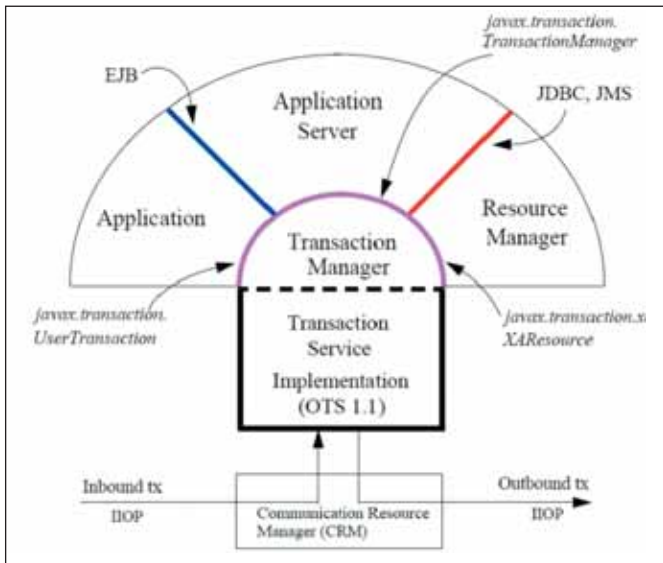 javax.transaction.
TransactionManager
EJB
Application
Server
JDBC, JMS
Application
Resource
Manager
Transaction
Manager
javax.transaction.
UserTransaction
javax.transaction.x
XAResource
Transaction
Service
Implementation
(OTS 1.1)
Inbound tx
IIOP
Outbound tx
IIOP
Communication Resource
Manager (CRM)